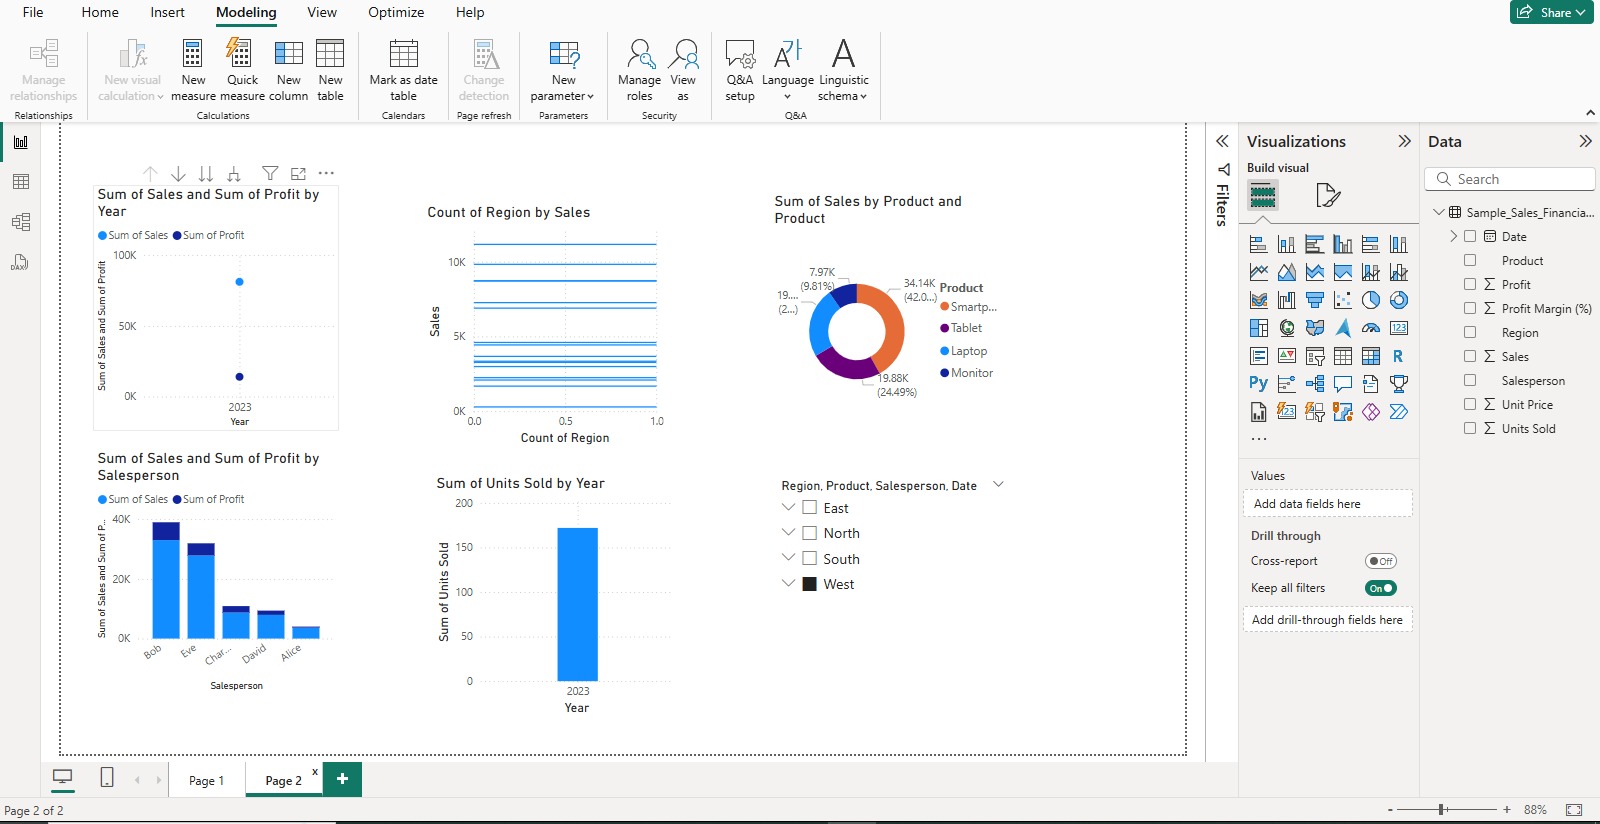 File Home Insert Modeling View Optimize Help Share
Manage relationships
New visual calculation
New measure
Quick measure
New column
New table
Mark as date table
Change detection
New parameter
Manage roles
View as
Q&A setup
Language
Linguistic schema
Relationships Calculations Calendars Page refresh Parameters Security Q&A
Sum of Sales and Sum of Profit by
Year
Sum of Sales Sum of Profit
Sum of Sales and Sum of Profit
100K
50K
0K
2023
Year
Count of Region by Sales
Sales
10K
5K
0K
0.0 0.5 1.0
Count of Region
Sum of Sales by Product and
Product
7.97K
(9.81%)
34.14K
(42.0...)
19....
(2...)
19.88K
(24.49%)
Product
Smartp...
Tablet
Laptop
Monitor
Sum of Sales and Sum of Profit by
Salesperson
Sum of Sales Sum of Profit
Sum of Sales and Sum of P...
40K
20K
0K
Bob Eve Char... David Alice
Salesperson
Sum of Units Sold by Year
Sum of Units Sold
200
150
100
50
0
2023
Year
Region, Product, Salesperson, Date
East
North
South
West
Filters
Visualizations
Build visual
123
R
Py
123
...
Values
Add data fields here
Drill through
Cross-report Off
Keep all filters On
Add drill-through fields here
Data
Search
Sample_Sales_Financia...
Date
Product
Profit
Profit Margin (%)
Region
Sales
Salesperson
Unit Price
Units Sold
DAX
Page 1 Page 2 x +
Page 2 of 2
- + 88%